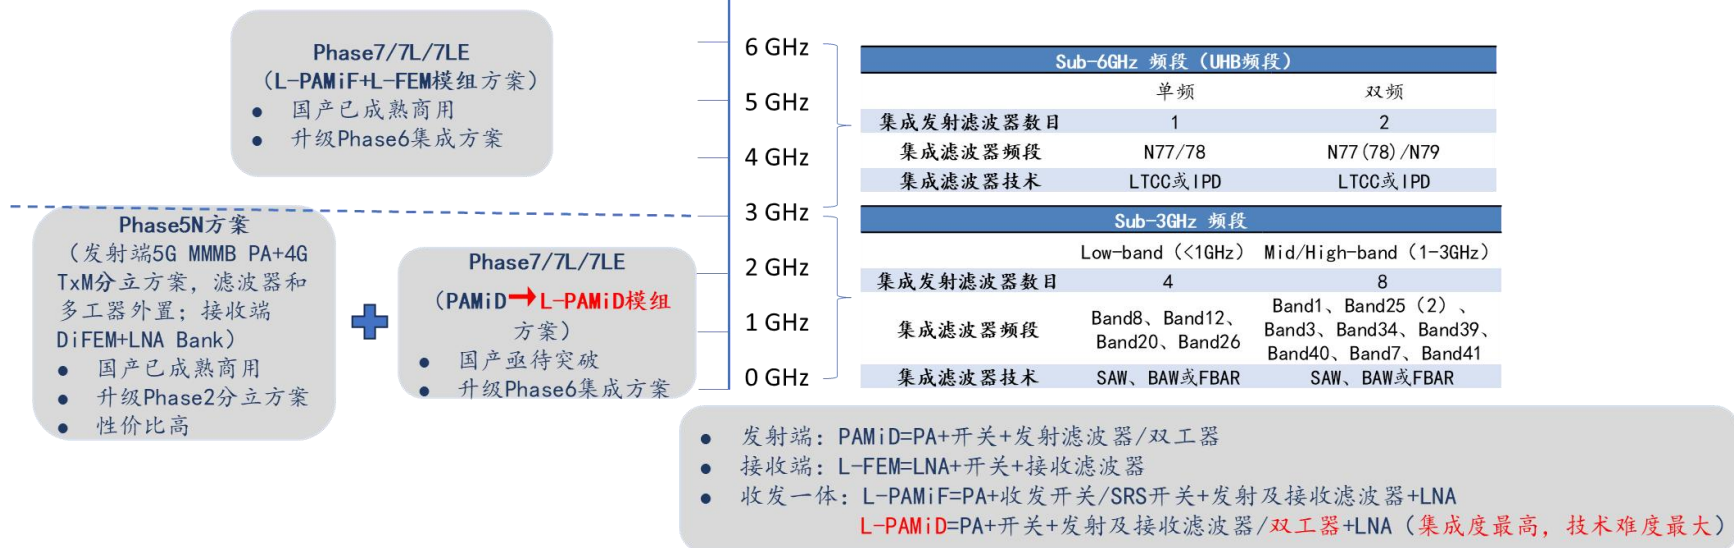 Phase7/7L/7LE
（L-PAMiF+L-FEM模组方案）
● 国产已成熟商用
● 升级Phase6集成方案
Phase5N方案
（发射端5G MMMB PA+4G
TxM分立方案，滤波器和
多工器外置；接收端
DiFEM+LNA Bank）
● 国产已成熟商用
● 升级Phase2分立方案
● 性价比高
Phase7/7L/7LE
（PAMiD→L-PAMiD模组
方案）
● 国产亟待突破
● 升级Phase6集成方案
6 GHz
5 GHz
4 GHz
3 GHz
2 GHz
1 GHz
0 GHz
Sub-6GHz 频段（UHB频段）
单频 双频
集成发射滤波器数目 1 2
集成滤波器频段 N77/78 N77(78)/N79
集成滤波器技术 LTCC或IPD LTCC或IPD
Sub-3GHz 频段
Low-band（<1GHz） Mid/High-band（1-3GHz）
集成发射滤波器数目 4 8
集成滤波器频段 Band8、Band12、 Band20、Band26 Band1、Band25（2）、
Band3、Band34、Band39、
Band40、Band7、Band41
集成滤波器技术 SAW、BAW或FBAR SAW、BAW或FBAR
● 发射端：PAMiD=PA+开关+发射滤波器/双工器
● 接收端：L-FEM=LNA+开关+接收滤波器
● 收发一体：L-PAMiF=PA+收发开关/SRS开关+发射及接收滤波器+LNA
L-PAMiD=PA+开关+发射及接收滤波器/双工器+LNA（集成度最高，技术难度最大）